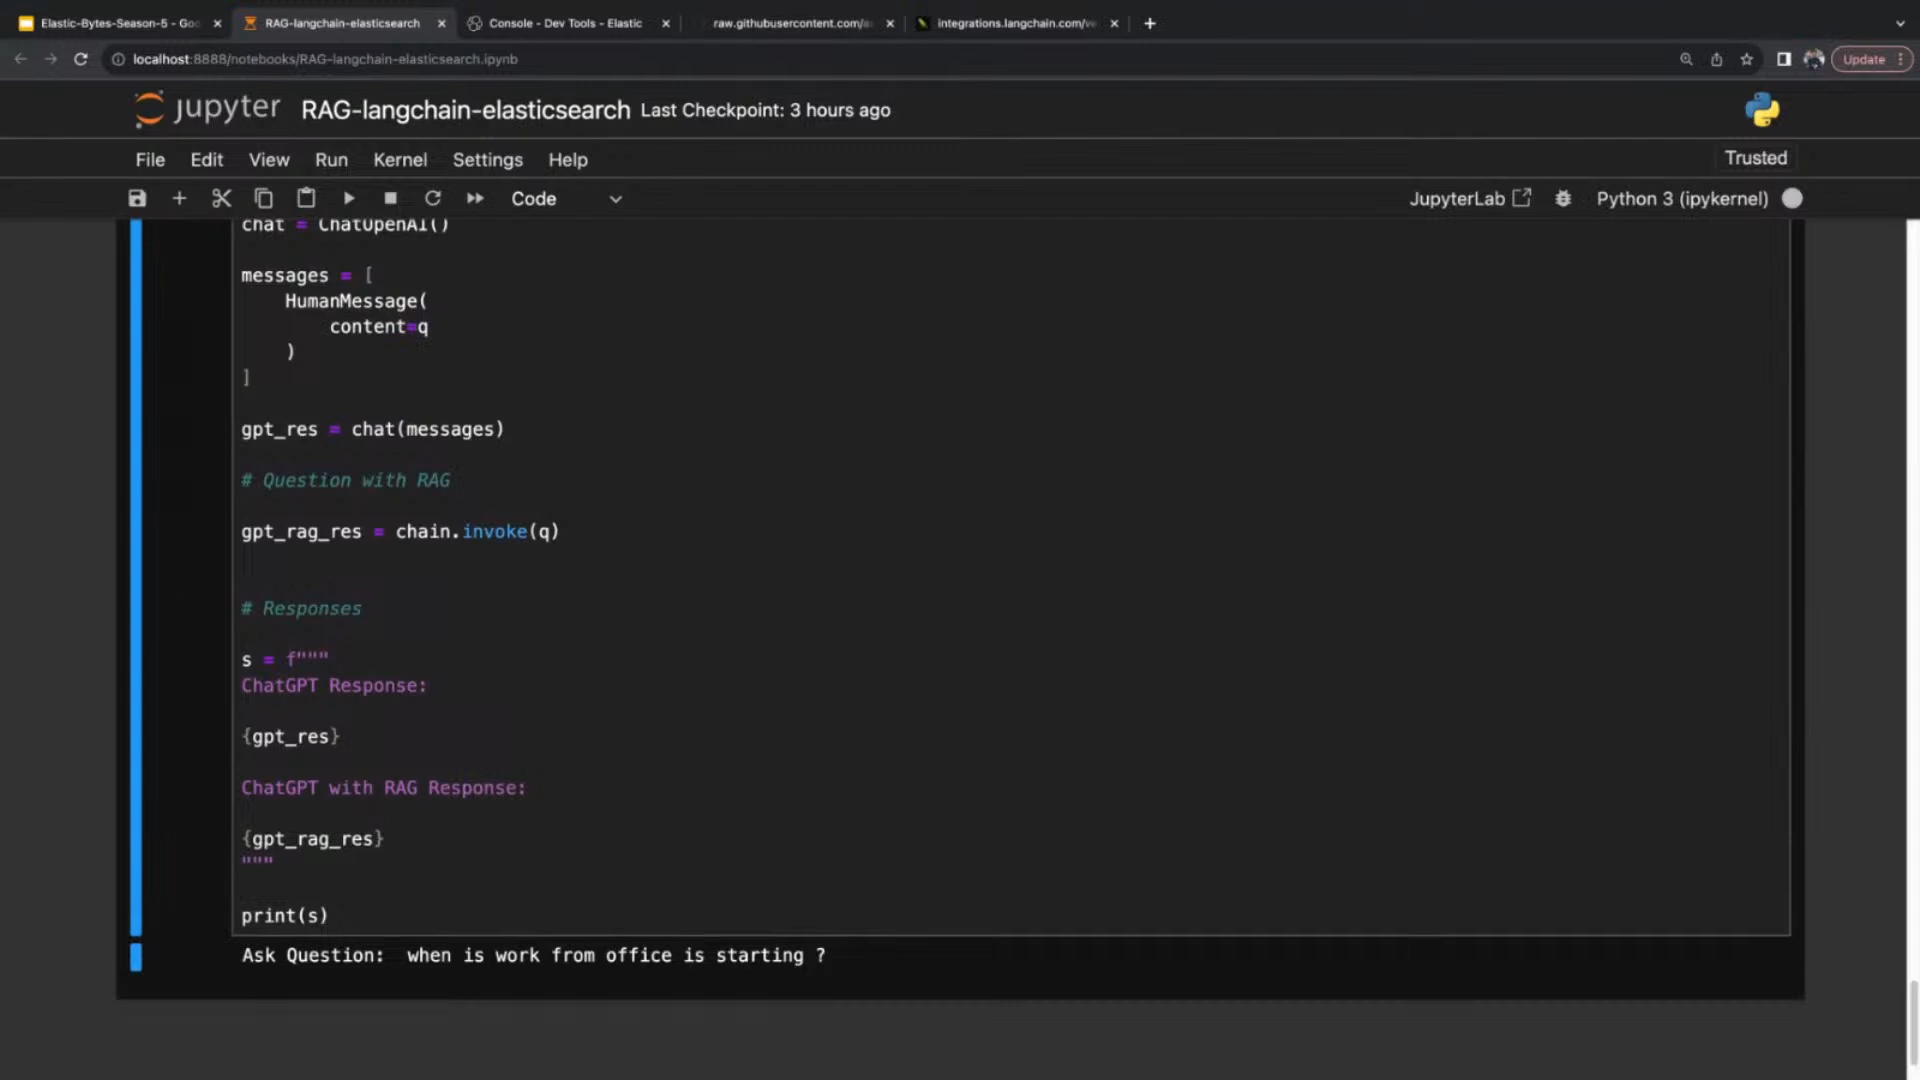 Elastic-Bytes-Season-5 - Goo
RAG-langchain-elasticsearch
Console - Dev Tools - Elastic
raw.githubusercontent.com/
integrations.langchain.com/
localhost:8888/notebooks/RAG-langchain-elasticsearch.ipynb
Update
jupyter
RAG-langchain-elasticsearch
Last Checkpoint: 3 hours ago
File Edit View Run Kernel Settings Help
Trusted
Code
JupyterLab
Python 3 (ipykernel)
chat = ChatOpenAI()
messages = [
    HumanMessage(
        content=q
    )
]
gpt_res = chat(messages)
# Question with RAG
gpt_rag_res = chain.invoke(q)
# Responses
s = f"""
ChatGPT Response:
{gpt_res}
ChatGPT with RAG Response:
{gpt_rag_res}
"""
print(s)
Ask Question:  when is work from office is starting ?